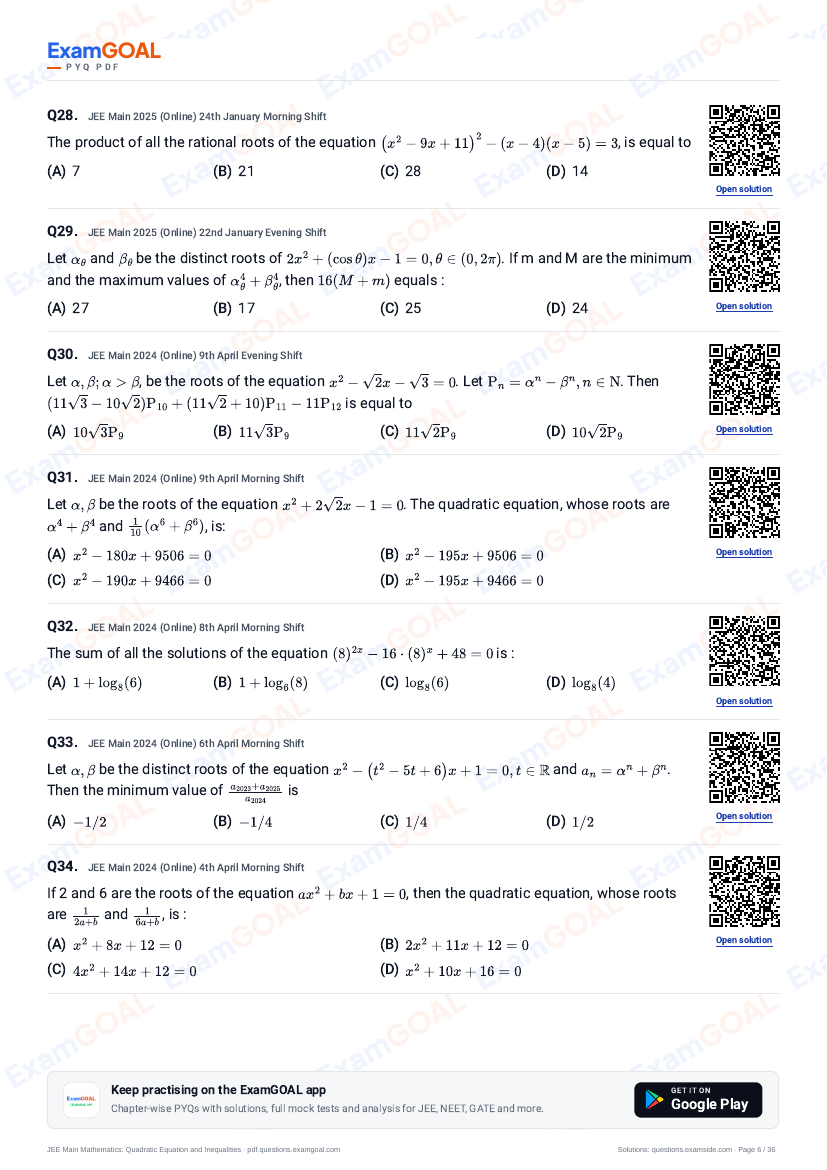 ExamGOAL
PYQ PDF
Q28. JEE Main 2025 (Online) 24th January Morning Shift
The product of all the rational roots of the equation (x² − 9x + 11)² − (x − 4)(x − 5) = 3, is equal to
(A) 7 (B) 21 (C) 28 (D) 14
Open solution
Q29. JEE Main 2025 (Online) 22nd January Evening Shift
Let α_θ and β_θ be the distinct roots of 2x² + (cos θ)x − 1 = 0, θ ∈ (0, 2π). If m and M are the minimum
and the maximum values of α_θ⁴ + β_θ⁴, then 16(M + m) equals :
(A) 27 (B) 17 (C) 25 (D) 24
Open solution
Q30. JEE Main 2024 (Online) 9th April Evening Shift
Let α, β; α > β, be the roots of the equation x² − √2x − √3 = 0. Let P_n = αⁿ − βⁿ, n ∈ N. Then
(11√3 − 10√2)P₁₀ + (11√2 + 10)P₁₁ − 11P₁₂ is equal to
(A) 10√3P₉ (B) 11√3P₉ (C) 11√2P₉ (D) 10√2P₉
Open solution
Q31. JEE Main 2024 (Online) 9th April Morning Shift
Let α, β be the roots of the equation x² + 2√2x − 1 = 0. The quadratic equation, whose roots are
α⁴ + β⁴ and 1/10(α⁶ + β⁶), is:
(A) x² − 180x + 9506 = 0 (B) x² − 195x + 9506 = 0
(C) x² − 190x + 9466 = 0 (D) x² − 195x + 9466 = 0
Open solution
Q32. JEE Main 2024 (Online) 8th April Morning Shift
The sum of all the solutions of the equation (8)²ˣ − 16 · (8)ˣ + 48 = 0 is :
(A) 1 + log₈(6) (B) 1 + log₆(8) (C) log₈(6) (D) log₈(4)
Open solution
Q33. JEE Main 2024 (Online) 6th April Morning Shift
Let α, β be the distinct roots of the equation x² − (t² − 5t + 6)x + 1 = 0, t ∈ ℝ and a_n = αⁿ + βⁿ.
Then the minimum value of (a₂₀₂₃+a₂₀₂₅)/a₂₀₂₄ is
(A) −1/2 (B) −1/4 (C) 1/4 (D) 1/2
Open solution
Q34. JEE Main 2024 (Online) 4th April Morning Shift
If 2 and 6 are the roots of the equation ax² + bx + 1 = 0, then the quadratic equation, whose roots
are 1/(2a+b) and 1/(6a+b), is :
(A) x² + 8x + 12 = 0 (B) 2x² + 11x + 12 = 0
(C) 4x² + 14x + 12 = 0 (D) x² + 10x + 16 = 0
Open solution
Keep practising on the ExamGOAL app
Chapter-wise PYQs with solutions, full mock tests and analysis for JEE, NEET, GATE and more.
ExamGOAL
GET IT ON
Google Play
JEE Main Mathematics: Quadratic Equation and Inequalities · pdf.questions.examgoal.com
Solutions: questions.examside.com · Page 6 / 36